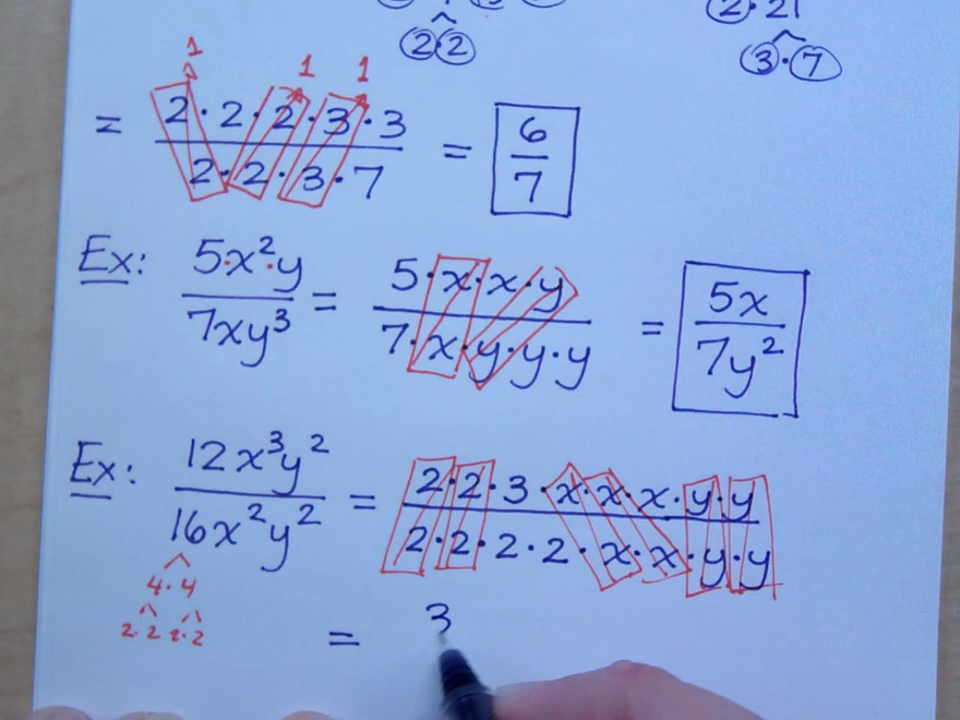 2·2
2·21
3·7
1 1 1
= 2·2·2·3·3 / 2·2·3·7 = 6/7
Ex: 5·x²·y / 7xy³ = 5·x·x·y / 7·x·y·y·y = 5x / 7y²
Ex: 12x³y² / 16x²y² = 2·2·3·x·x·x·y·y / 2·2·2·2·x·x·y·y
4·4
2·2 2·2
= 3